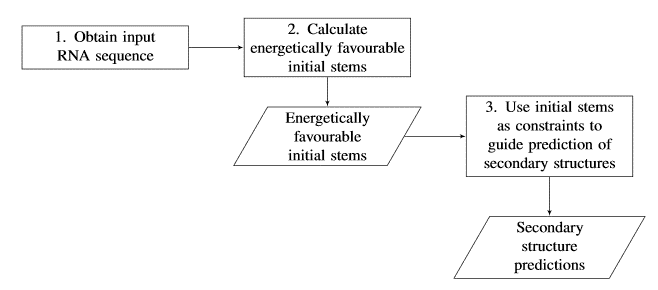 1. Obtain input
RNA sequence
2. Calculate
energetically favourable
initial stems
Energetically
favourable
initial stems
3. Use initial stems
as constraints to
guide prediction of
secondary structures
Secondary
structure
predictions